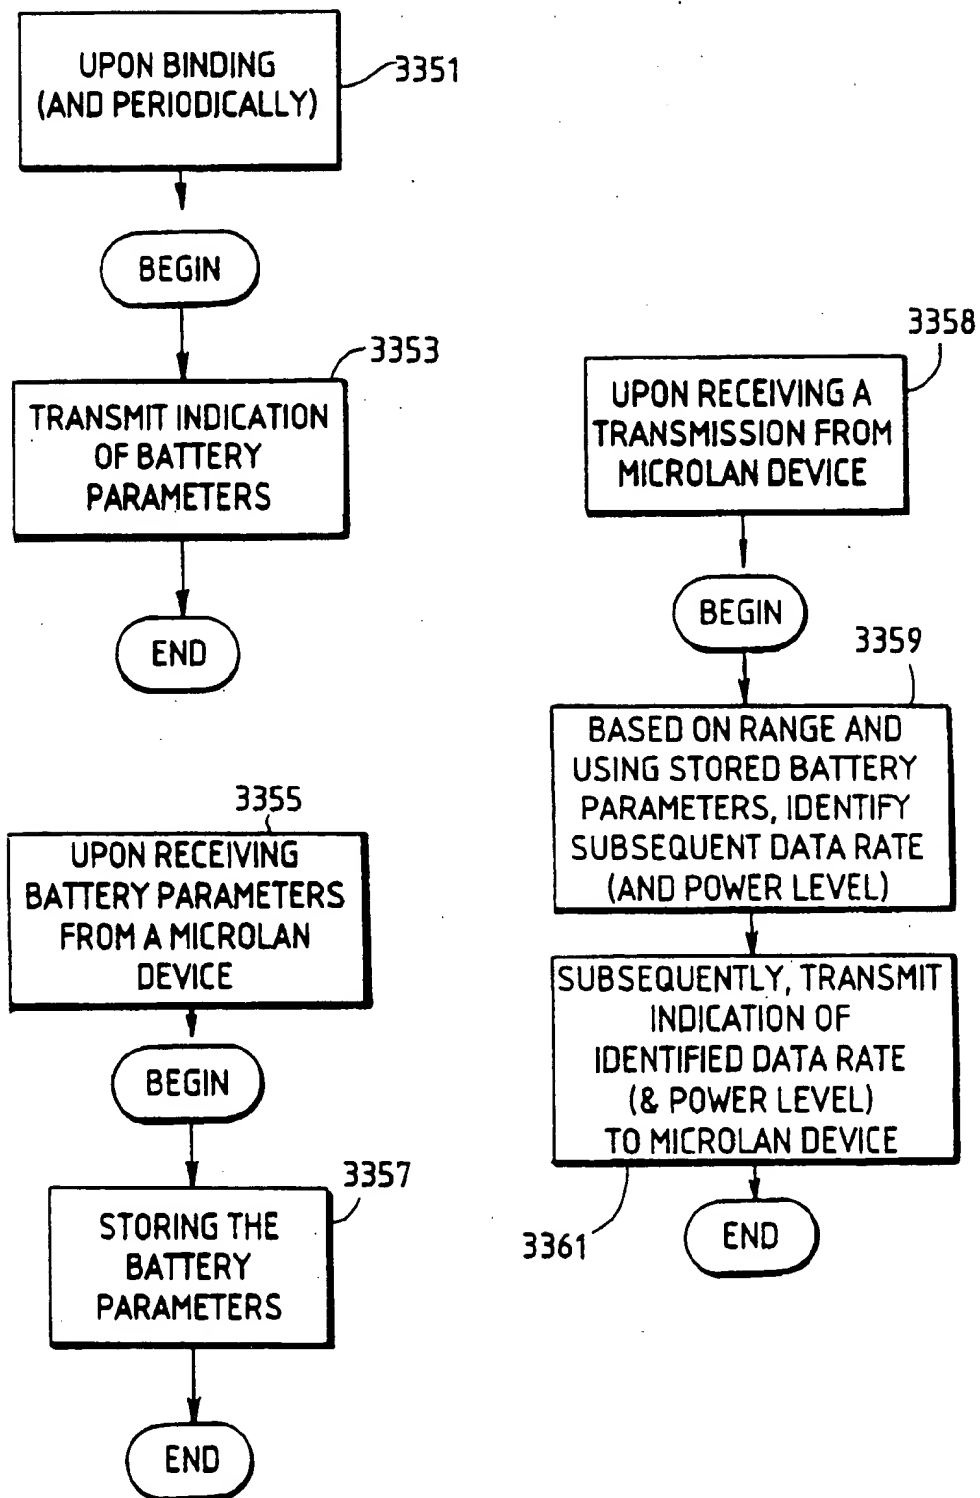 UPON BINDING
(AND PERIODICALLY)
3351
BEGIN
3353
TRANSMIT INDICATION
OF BATTERY
PARAMETERS
END
3355
UPON RECEIVING
BATTERY PARAMETERS
FROM A MICROLAN
DEVICE
BEGIN
3357
STORING THE
BATTERY
PARAMETERS
END
3358
UPON RECEIVING A
TRANSMISSION FROM
MICROLAN DEVICE
BEGIN
3359
BASED ON RANGE AND
USING STORED BATTERY
PARAMETERS, IDENTIFY
SUBSEQUENT DATA RATE
(AND POWER LEVEL)
SUBSEQUENTLY, TRANSMIT
INDICATION OF
IDENTIFIED DATA RATE
(& POWER LEVEL)
TO MICROLAN DEVICE
3361
END